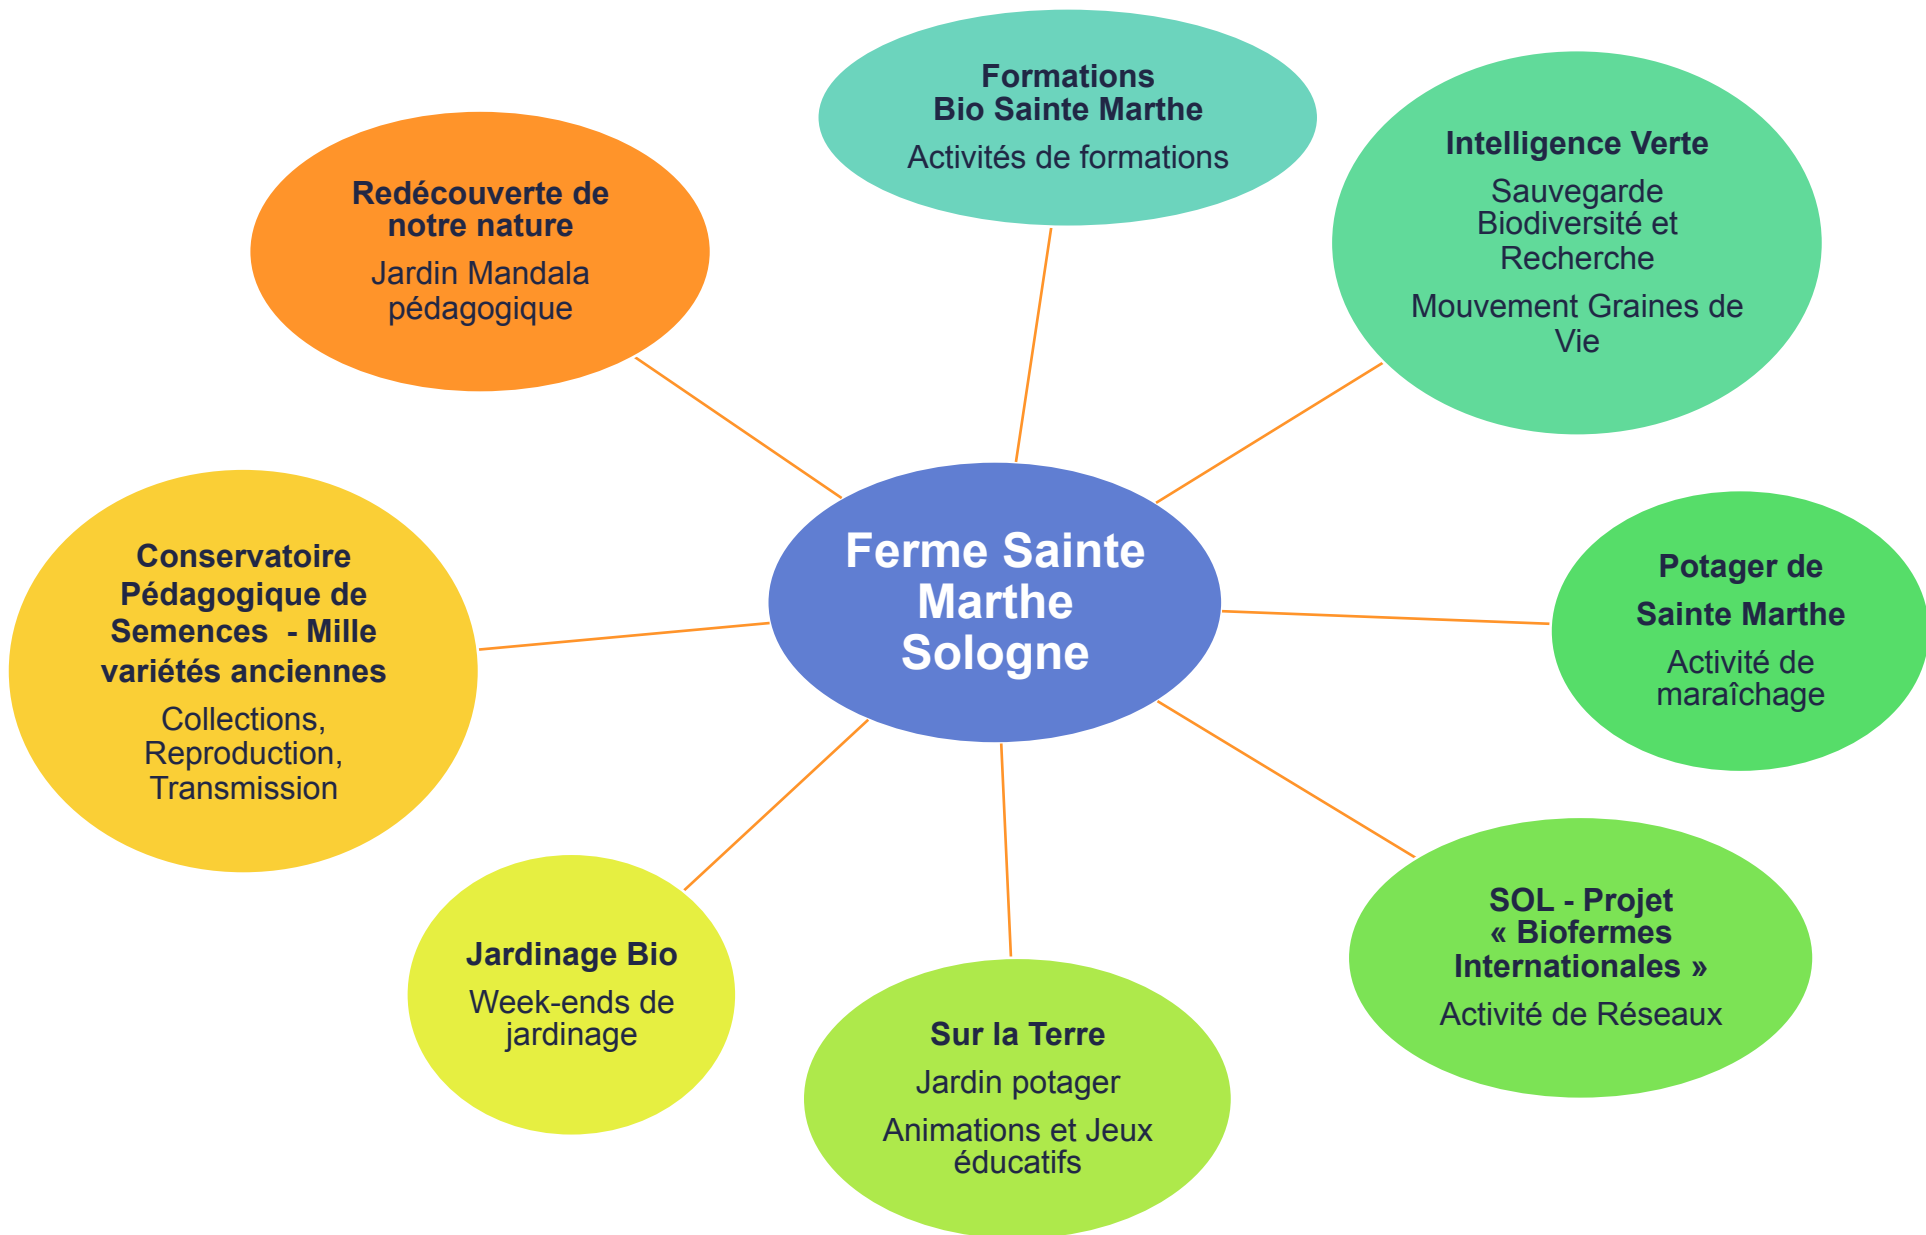 Formations
Bio Sainte Marthe
Activités de formations
Intelligence Verte
Sauvegarde
Biodiversité et
Recherche
Mouvement Graines de
Vie
Redécouverte de
notre nature
Jardin Mandala
pédagogique
Ferme Sainte
Marthe
Sologne
Potager de
Sainte Marthe
Activité de
maraîchage
Conservatoire
Pédagogique de
Semences - Mille
variétés anciennes
Collections,
Reproduction,
Transmission
SOL - Projet
« Biofermes
Internationales »
Activité de Réseaux
Jardinage Bio
Week-ends de
jardinage
Sur la Terre
Jardin potager
Animations et Jeux
éducatifs